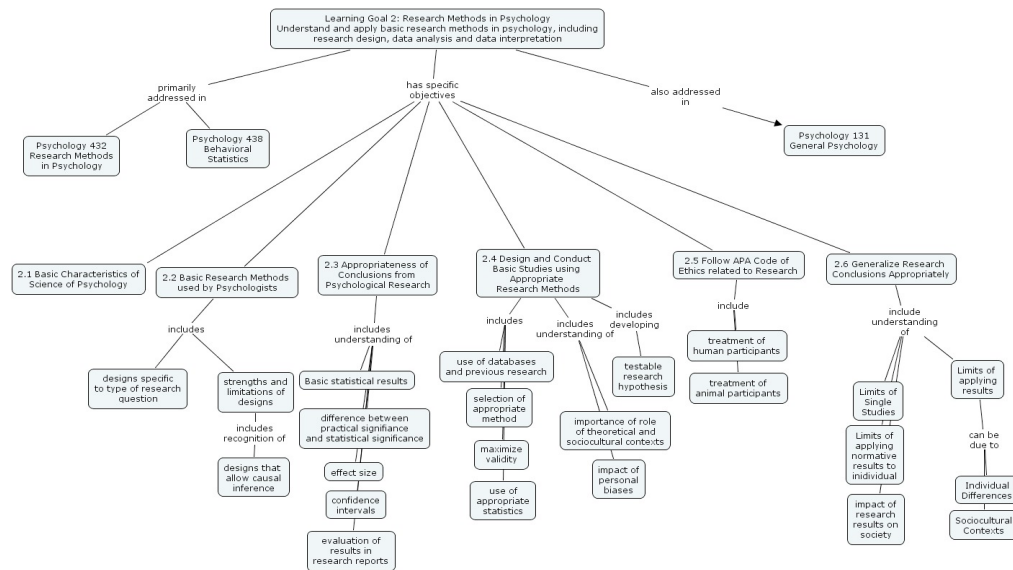 Learning Goal 2: Research Methods in Psychology
Understand and apply basic research methods in psychology, including
research design, data analysis and data interpretation
primarily
addressed in
has specific
objectives
also addressed
in
Psychology 432
Research Methods
in Psychology
Psychology 438
Behavioral
Statistics
Psychology 131
General Psychology
2.1 Basic Characteristics of
Science of Psychology
2.2 Basic Research Methods
used by Psychologists
2.3 Appropriateness of
Conclusions from
Psychological Research
2.4 Design and Conduct
Basic Studies using
Appropriate
Research Methods
2.5 Follow APA Code of
Ethics related to Research
2.6 Generalize Research
Conclusions Appropriately
includes
designs specific
to type of research
question
strengths and
limitations of
designs
includes
recognition of
designs that
allow causal
inference
includes
understanding of
Basic statistical results
difference between
practical signifiance
and statistical significance
effect size
confidence
intervals
evaluation of
results in
research reports
includes
use of databases
and previous research
selection of
appropriate
method
maximize
validity
use of
appropriate
statistics
includes
understanding of
importance of role
of theoretical and
sociocultural contexts
impact of
personal
biases
includes
developing
testable
research
hypothesis
include
treatment of
human participants
treatment of
animal participants
include
understanding
of
Limits of
Single
Studies
Limits of
applying
normative
results to
inidividual
impact of
research
results on
society
Limits of
applying
results
can be
due to
Individual
Differences
Sociocultural
Contexts